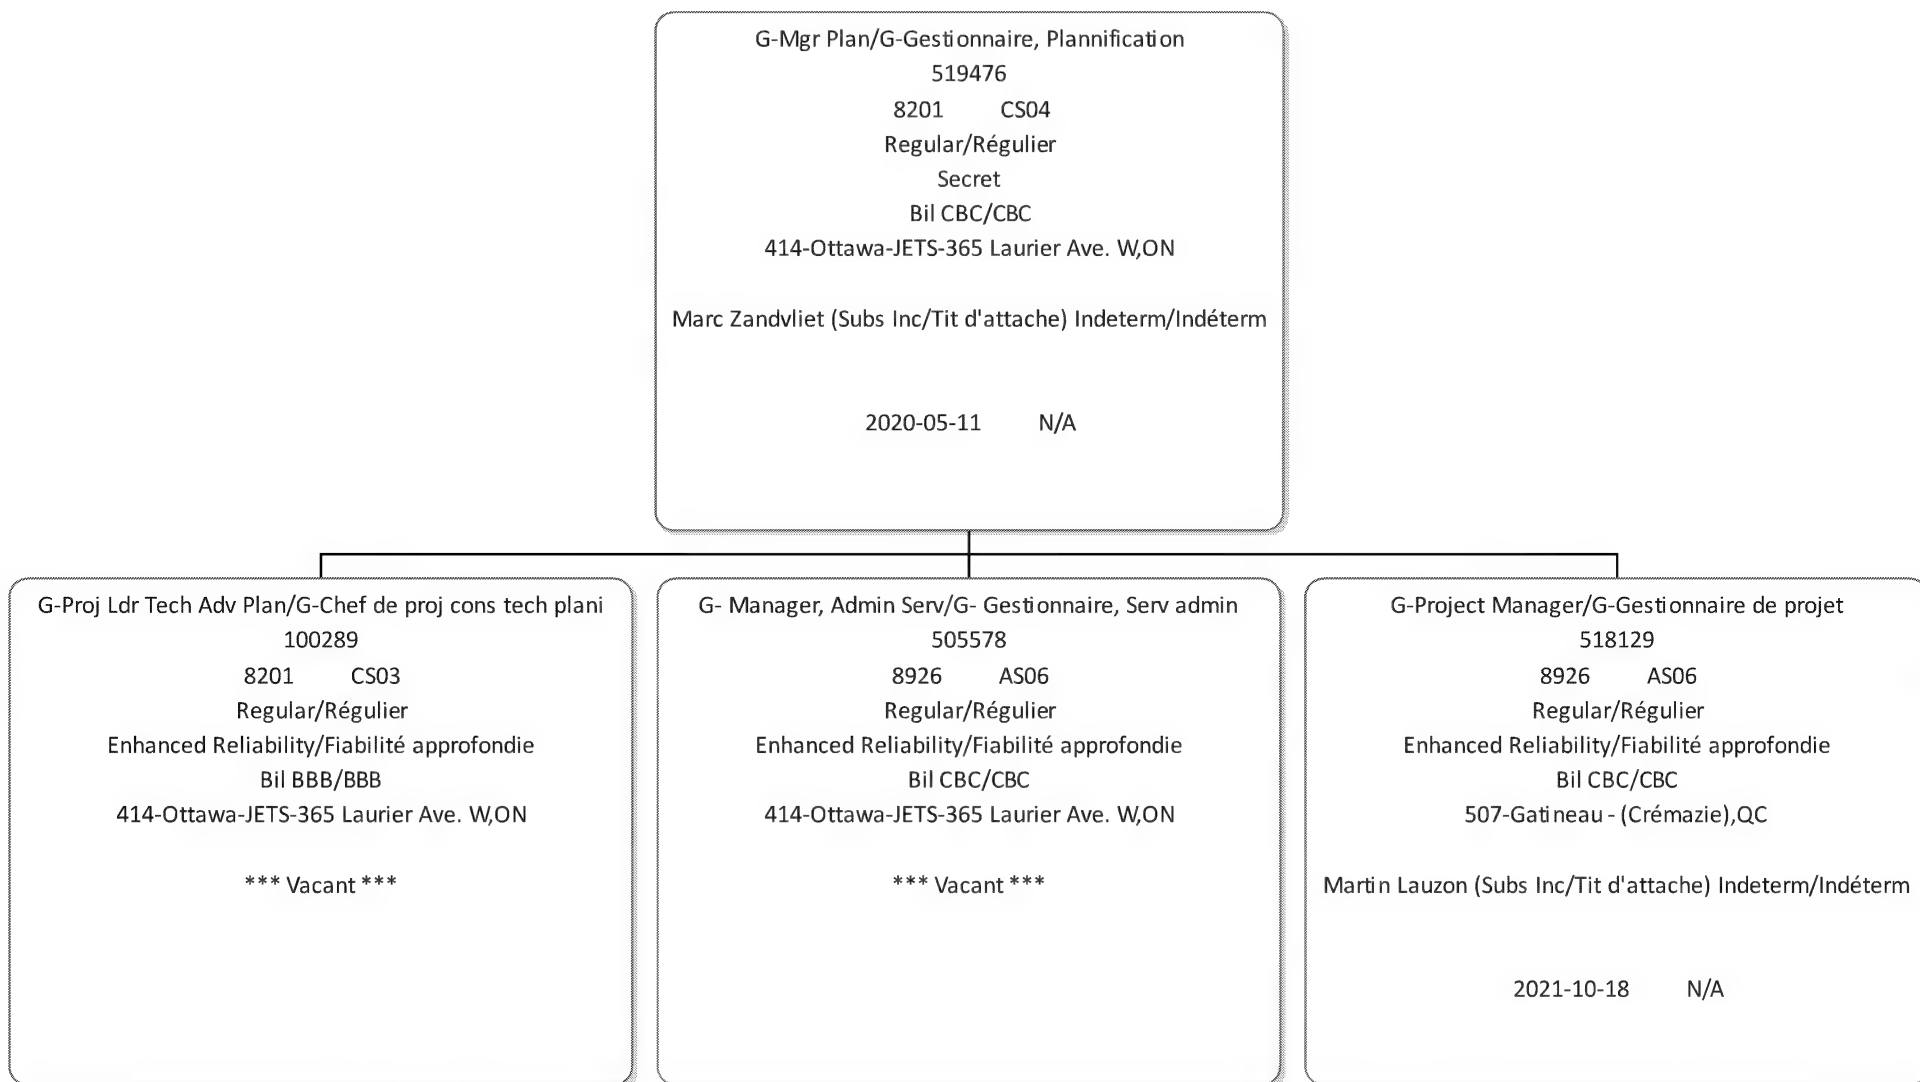 G-Mgr Plan/G-Gestionnaire, Plannification
519476
8201 CS04
Regular/Régulier
Secret
Bil CBC/CBC
414-Ottawa-JETS-365 Laurier Ave. W,ON
Marc Zandvliet (Subs Inc/Tit d'attache) Indeterm/Indéterm
2020-05-11 N/A
G-Proj Ldr Tech Adv Plan/G-Chef de proj cons tech plani
100289
8201 CS03
Regular/Régulier
Enhanced Reliability/Fiabilité approfondie
Bil BBB/BBB
414-Ottawa-JETS-365 Laurier Ave. W,ON
*** Vacant ***
G- Manager, Admin Serv/G- Gestionnaire, Serv admin
505578
8926 AS06
Regular/Régulier
Enhanced Reliability/Fiabilité approfondie
Bil CBC/CBC
414-Ottawa-JETS-365 Laurier Ave. W,ON
*** Vacant ***
G-Project Manager/G-Gestionnaire de projet
518129
8926 AS06
Regular/Régulier
Enhanced Reliability/Fiabilité approfondie
Bil CBC/CBC
507-Gatineau - (Crémazie),QC
Martin Lauzon (Subs Inc/Tit d'attache) Indeterm/Indéterm
2021-10-18 N/A